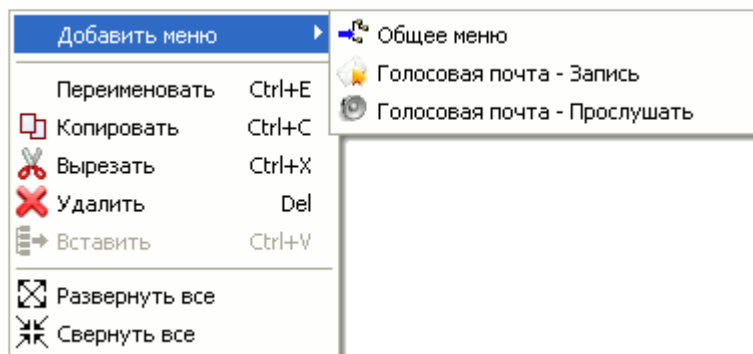 Добавить меню
Общее меню
Голосовая почта - Запись
Голосовая почта - Прослушать
Переименовать Ctrl+E
Копировать Ctrl+C
Вырезать Ctrl+X
Удалить Del
Вставить Ctrl+V
Развернуть все
Свернуть все